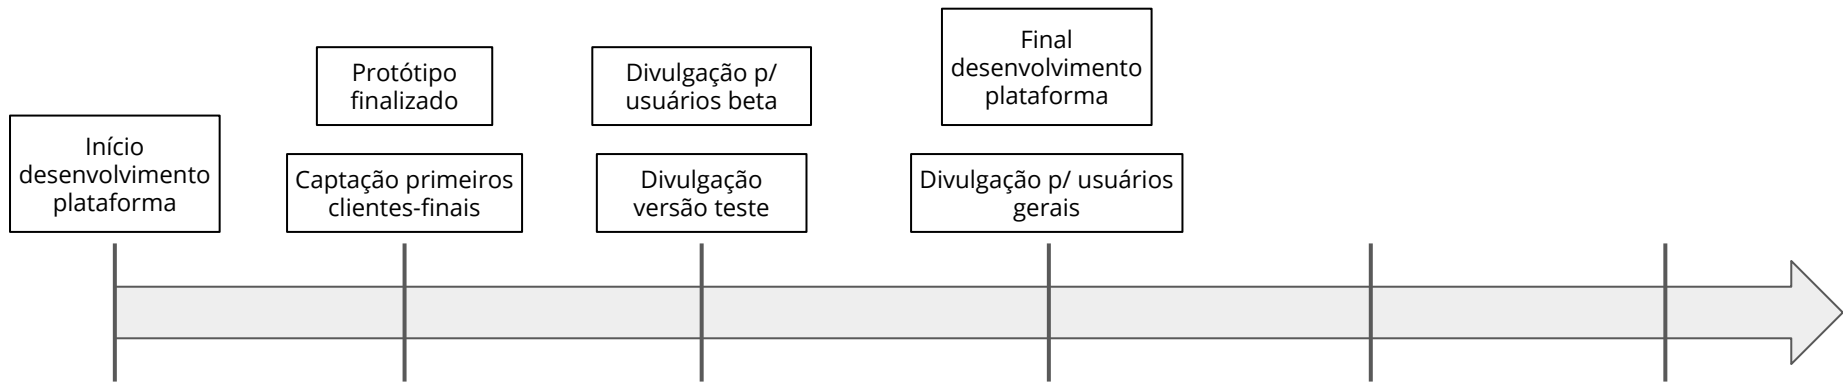 Início
desenvolvimento
plataforma
Protótipo
finalizado
Captação primeiros
clientes-finais
Divulgação p/
usuários beta
Divulgação
versão teste
Final
desenvolvimento
plataforma
Divulgação p/ usuários
gerais